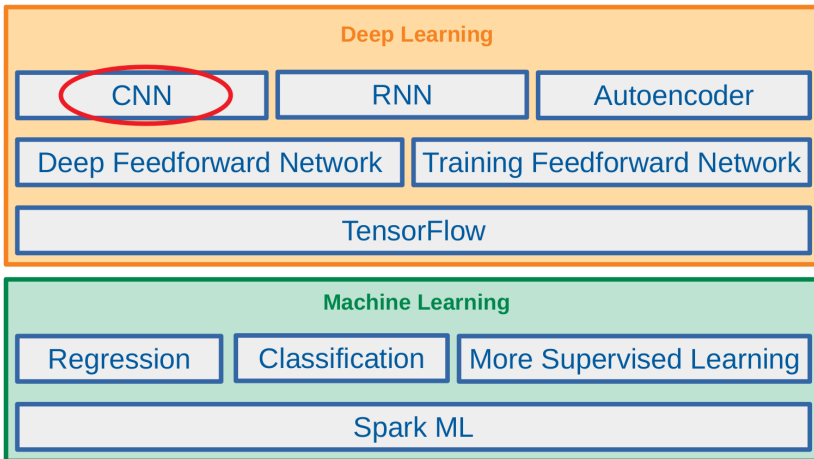 Deep Learning
CNN RNN Autoencoder
Deep Feedforward Network Training Feedforward Network
TensorFlow
Machine Learning
Regression Classification More Supervised Learning
Spark ML